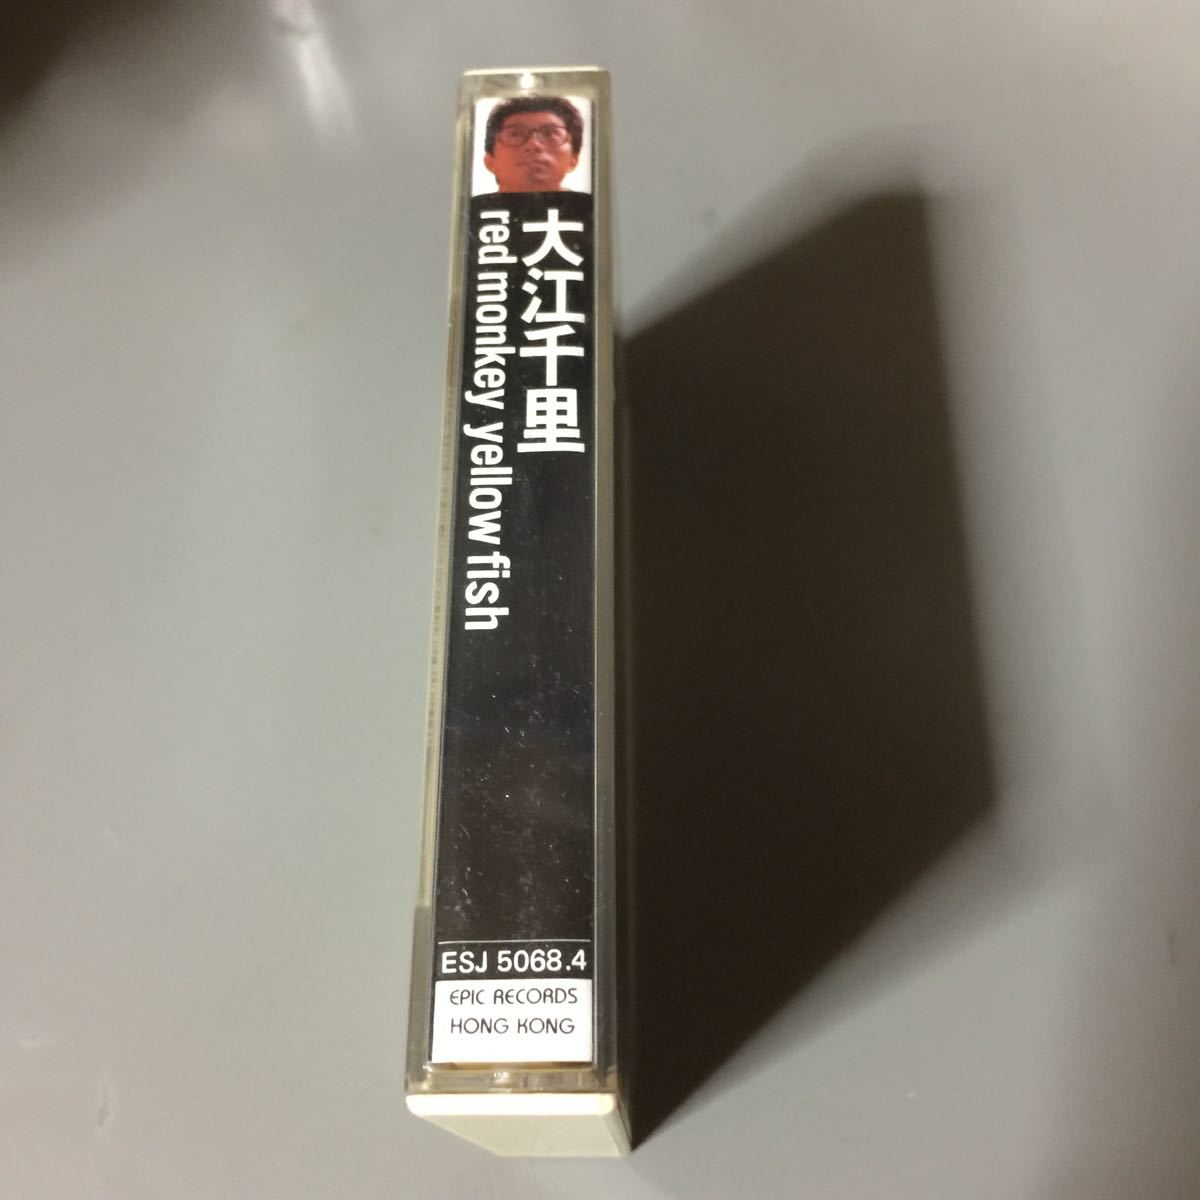 大江千里
red monkey yellow fish
ESJ 5068.4
EPIC RECORDS
HONG KONG